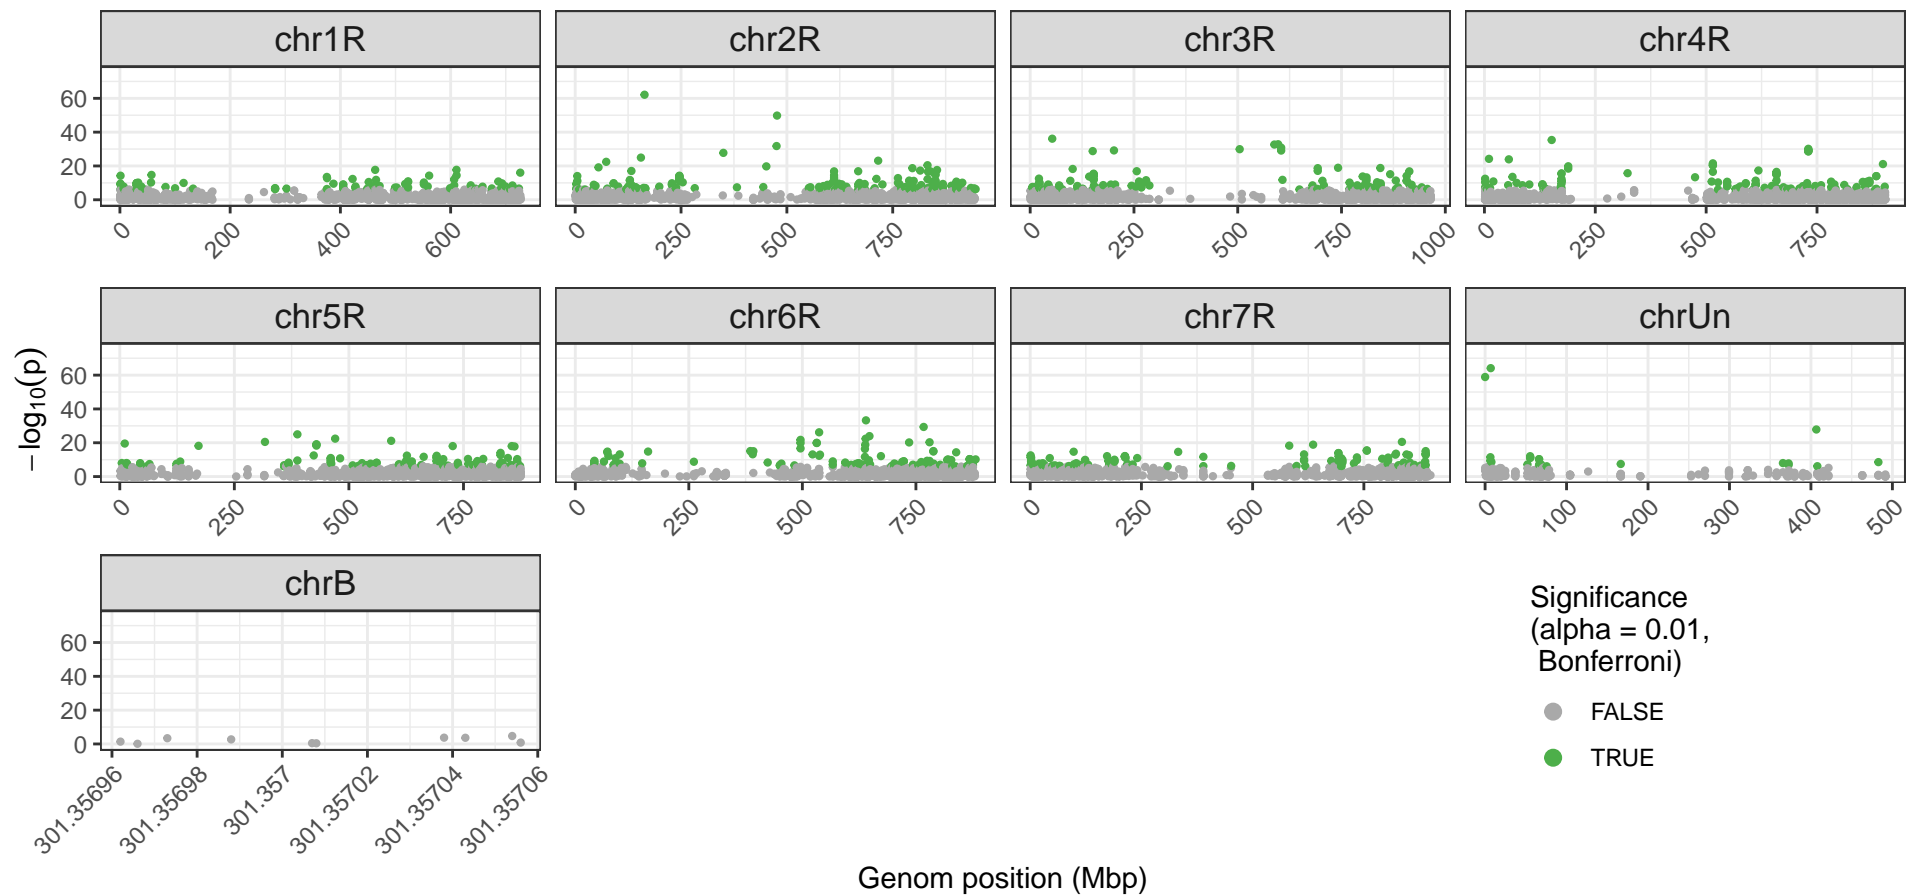 chr1R chr2R chr3R chr4R
60
40
20
0
0 200 400 600 0 250 500 750 0 250 500 750 1000 0 250 500 750
chr5R chr6R chr7R chrUn
−log10(p)
60
40
20
0
0 250 500 750 0 250 500 750 0 250 500 750 0 100 200 300 400 500
chrB
60
40
20
0
301.35696 301.35698 301.357 301.35702 301.35704 301.35706
Significance
(alpha = 0.01,
Bonferroni)
FALSE
TRUE
Genom position (Mbp)